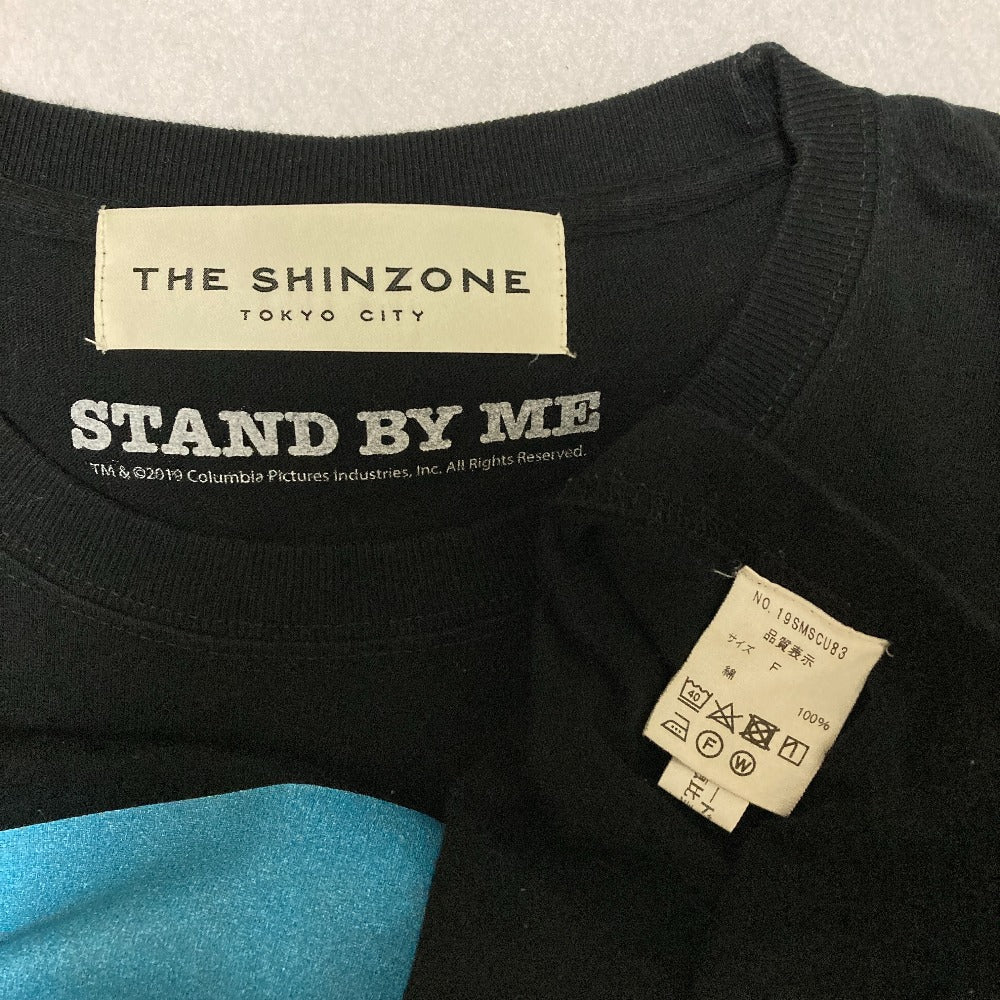 THE SHINZONE
TOKYO CITY
STAND BY ME
TM & ©2019 Columbia Pictures Industries, Inc. All Rights Reserved.
NO. 19SMSCU83
品質表示
サイズ F
綿 100%
40
F W